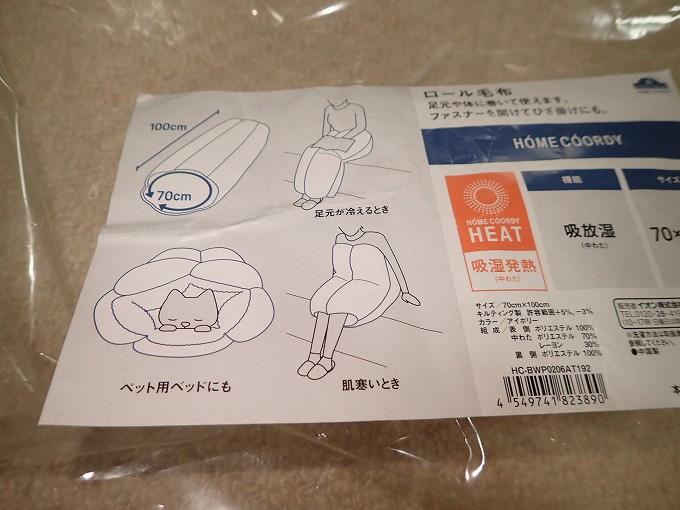 ロール毛布
足元や体に巻いて使えます。
ファスナーを開けてひざ掛けにも。
HÓME CÓORDY
100cm
70cm
足元が冷えるとき
ペット用ベッドにも
肌寒いとき
HOME COORDY
HEAT
吸湿発熱
機能
吸放湿
(中わた)
サイズ
70×
サイズ/70cm×100cm
キルティング製 許容範囲+5%,−3%
カラー/アイボリー
組成/表側 ポリエステル 100%
中わた ポリエステル 70%
レーヨン 30%
裏側 ポリエステル 100%
HC-BWP0206AT192
4 549741 823890
販売元 イオン株式会
TEL.0120-28-41
●中国製